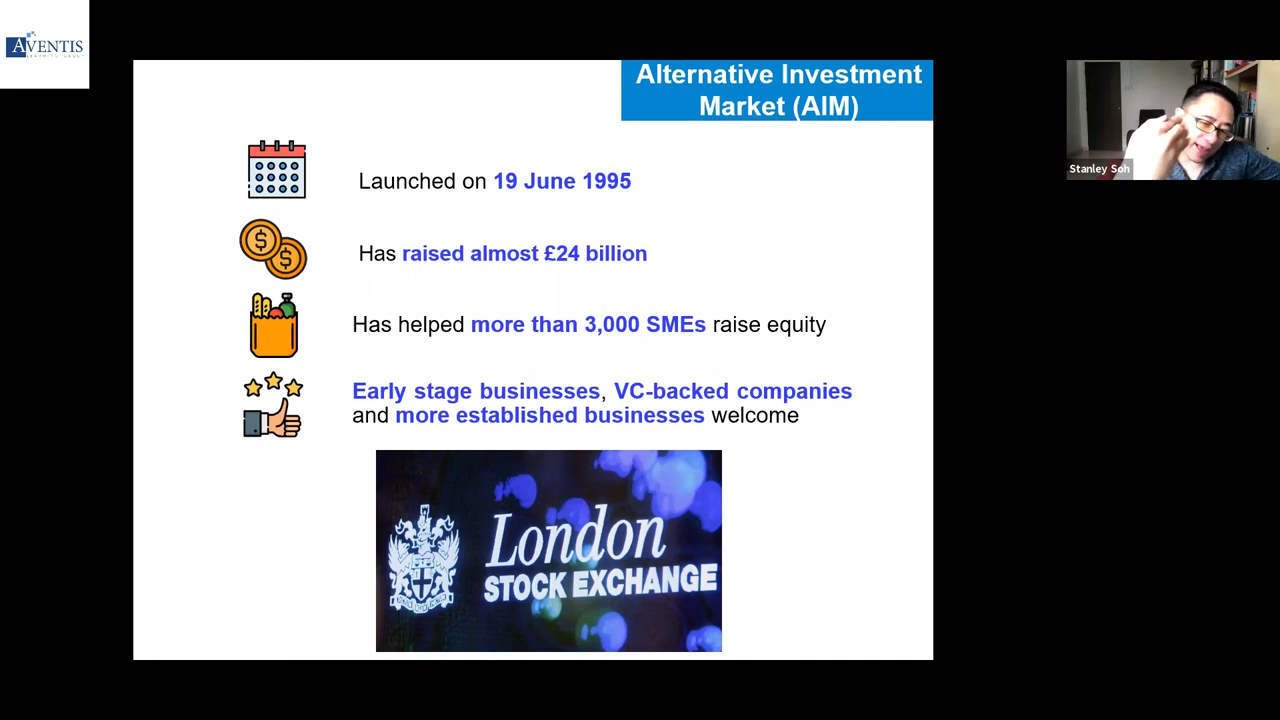 AVENTIS
Alternative Investment
Market (AIM)
Launched on 19 June 1995
Has raised almost £24 billion
Has helped more than 3,000 SMEs raise equity
Early stage businesses, VC-backed companies
and more established businesses welcome
London
STOCK EXCHANGE
Stanley Soh